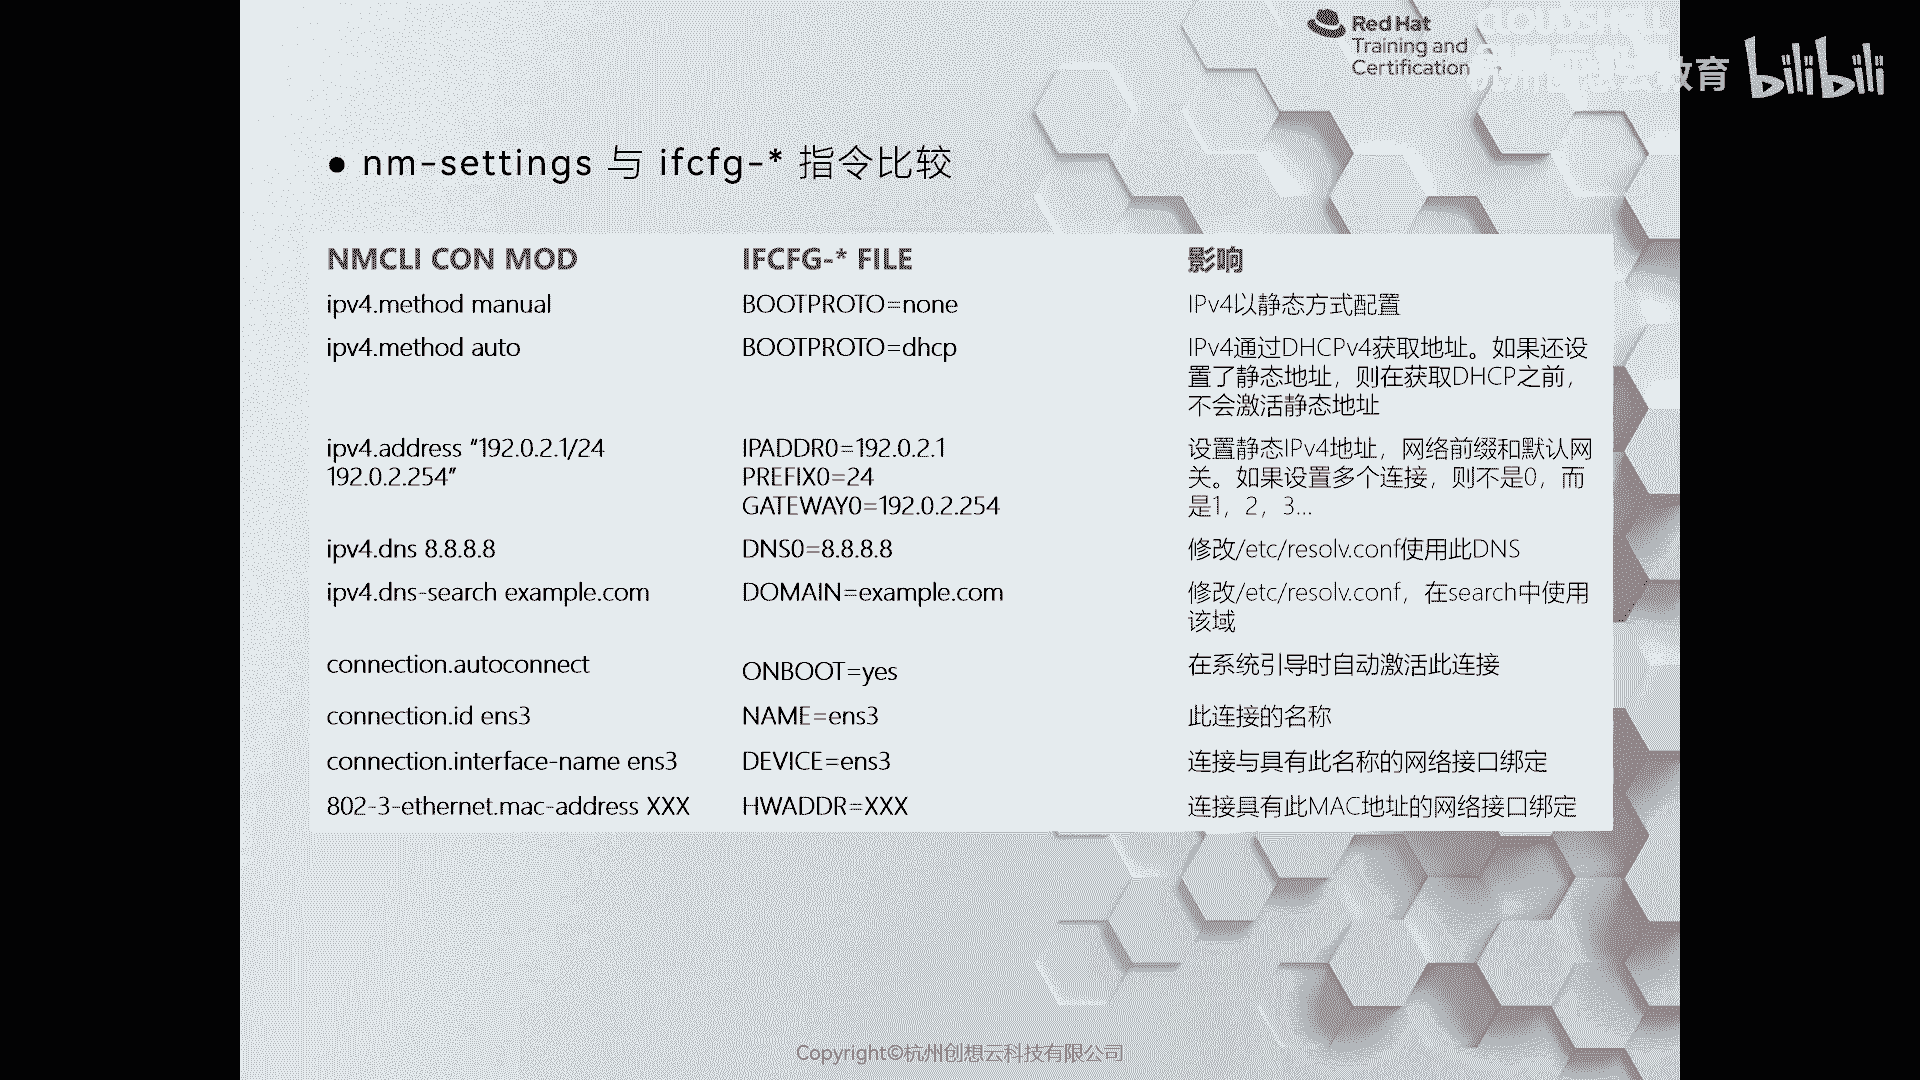 Red Hat
Training and
Certification
教育
bilibili
● nm-settings 与 ifcfg-* 指令比较
NMCLI CON MOD IFCFG-* FILE 影响
ipv4.method manual BOOTPROTO=none IPv4以静态方式配置
ipv4.method auto BOOTPROTO=dhcp IPv4通过DHCPv4获取地址。如果还设
置了静态地址，则在获取DHCP之前，
不会激活静态地址
ipv4.address "192.0.2.1/24 IPADDR0=192.0.2.1 设置静态IPv4地址，网络前缀和默认网
192.0.2.254" PREFIX0=24 关。如果设置多个连接，则不是0，而
GATEWAY0=192.0.2.254 是1，2，3...
ipv4.dns 8.8.8.8 DNS0=8.8.8.8 修改/etc/resolv.conf使用此DNS
ipv4.dns-search example.com DOMAIN=example.com 修改/etc/resolv.conf，在search中使用
该域
connection.autoconnect ONBOOT=yes 在系统引导时自动激活此连接
connection.id ens3 NAME=ens3 此连接的名称
connection.interface-name ens3 DEVICE=ens3 连接与具有此名称的网络接口绑定
802-3-ethernet.mac-address XXX HWADDR=XXX 连接具有此MAC地址的网络接口绑定
Copyright©杭州创想云科技有限公司